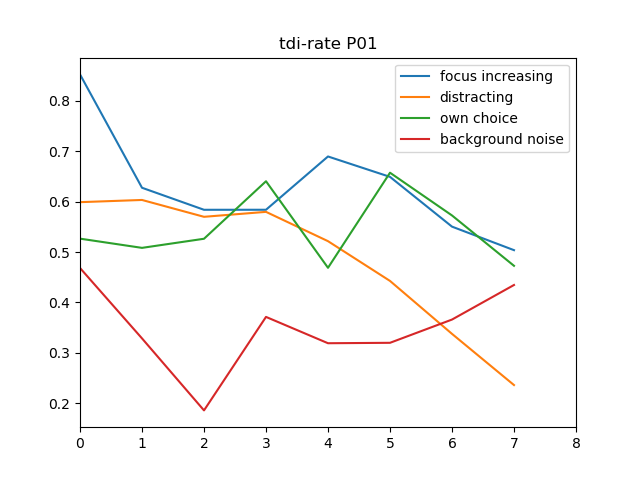 tdi-rate P01
focus increasing
distracting
own choice
background noise
0.8
0.7
0.6
0.5
0.4
0.3
0.2
0 1 2 3 4 5 6 7 8